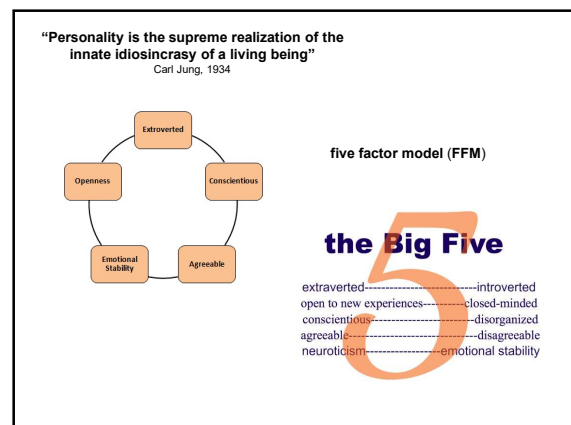 “Personality is the supreme realization of the
innate idiosincrasy of a living being”
Carl Jung, 1934
Extroverted
Openness
Conscientious
Emotional
Stability
Agreeable
five factor model (FFM)
5
the Big Five
extraverted----------------------introverted
open to new experiences----------closed-minded
conscientious------------------------disorganized
agreeable------------------------------disagreeable
neuroticism------------------emotional stability